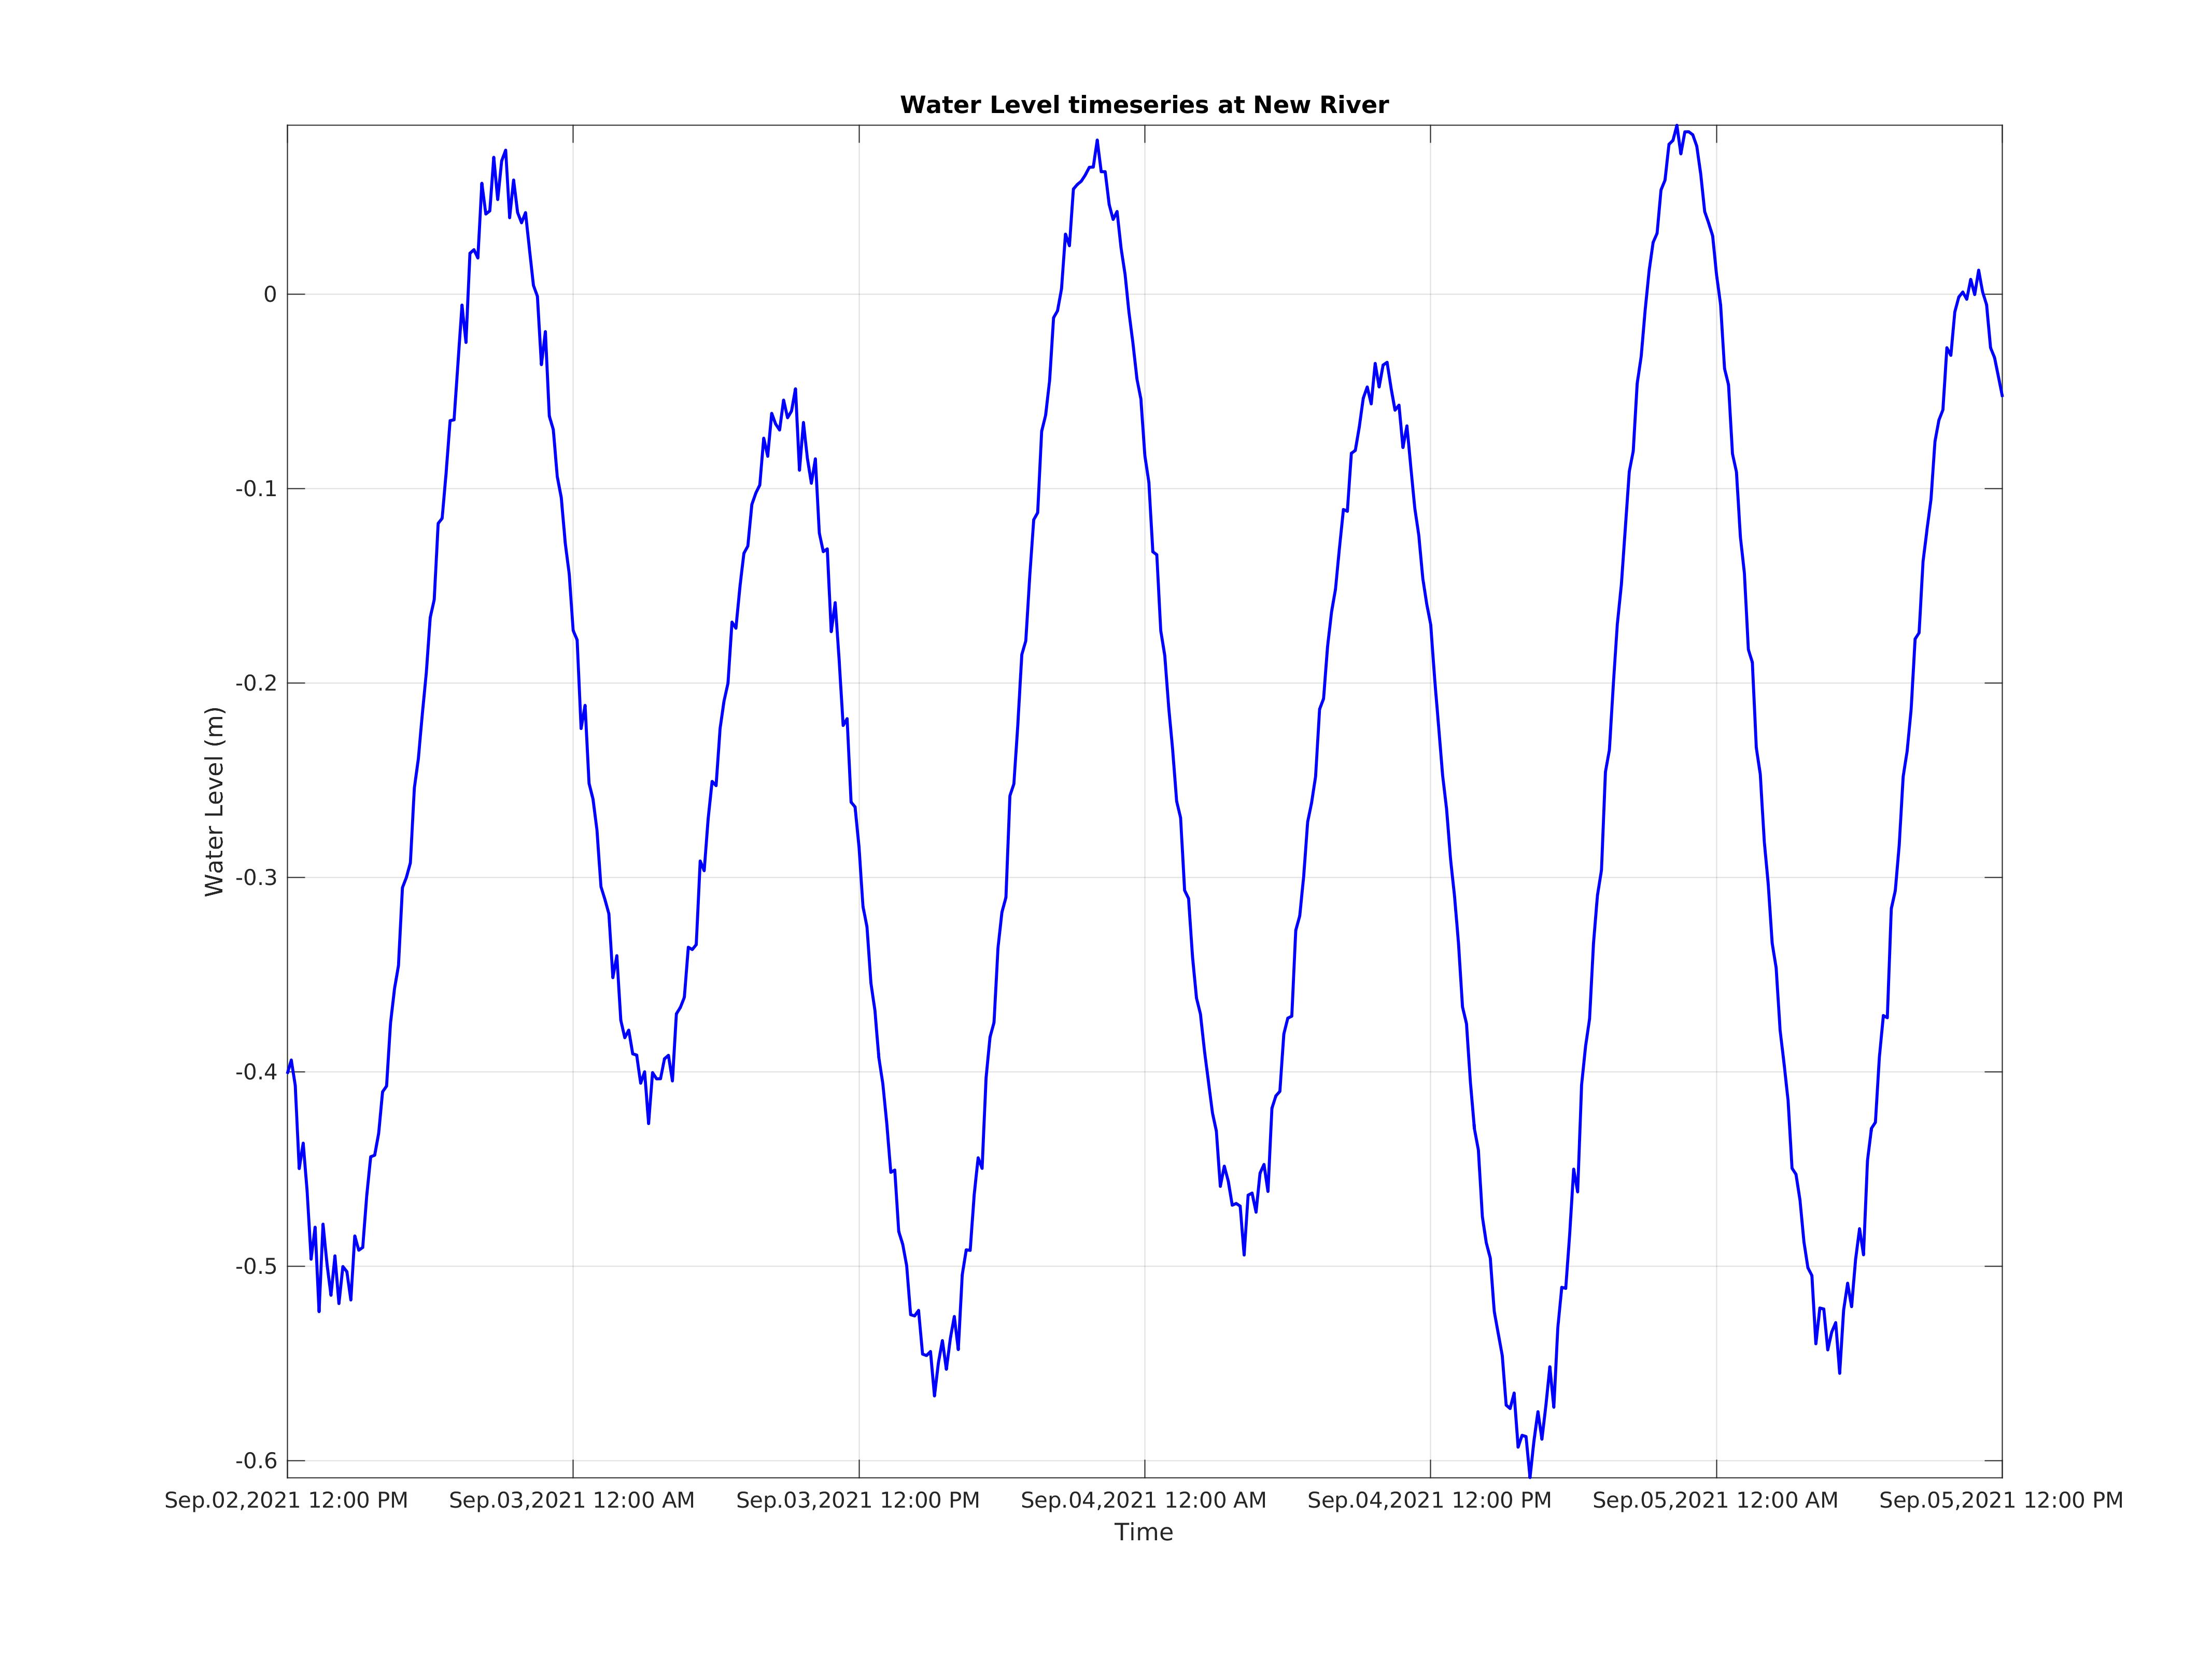 Water Level timeseries at New River
Water Level (m)
0
-0.1
-0.2
-0.3
-0.4
-0.5
-0.6
Sep.02,2021 12:00 PM
Sep.03,2021 12:00 AM
Sep.03,2021 12:00 PM
Sep.04,2021 12:00 AM
Sep.04,2021 12:00 PM
Sep.05,2021 12:00 AM
Sep.05,2021 12:00 PM
Time